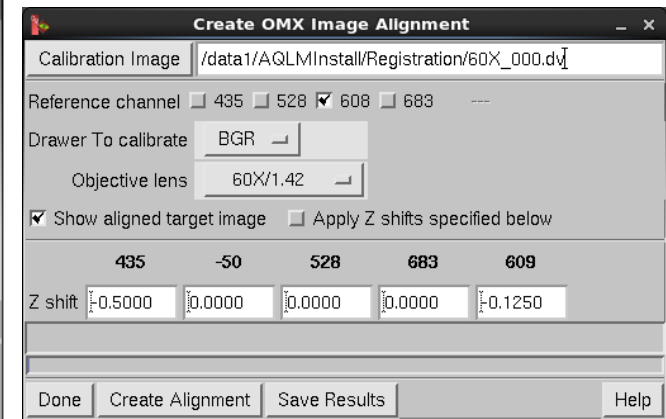 Create OMX Image Alignment
Calibration Image /data1/AQLMInstall/Registration/60X_000.dv
Reference channel 435 528 608 683 ---
Drawer To calibrate BGR
Objective lens 60X/1.42
Show aligned target image Apply Z shifts specified below
435 -50 528 683 609
Z shift -0.5000 0.0000 0.0000 0.0000 -0.1250
Done Create Alignment Save Results Help